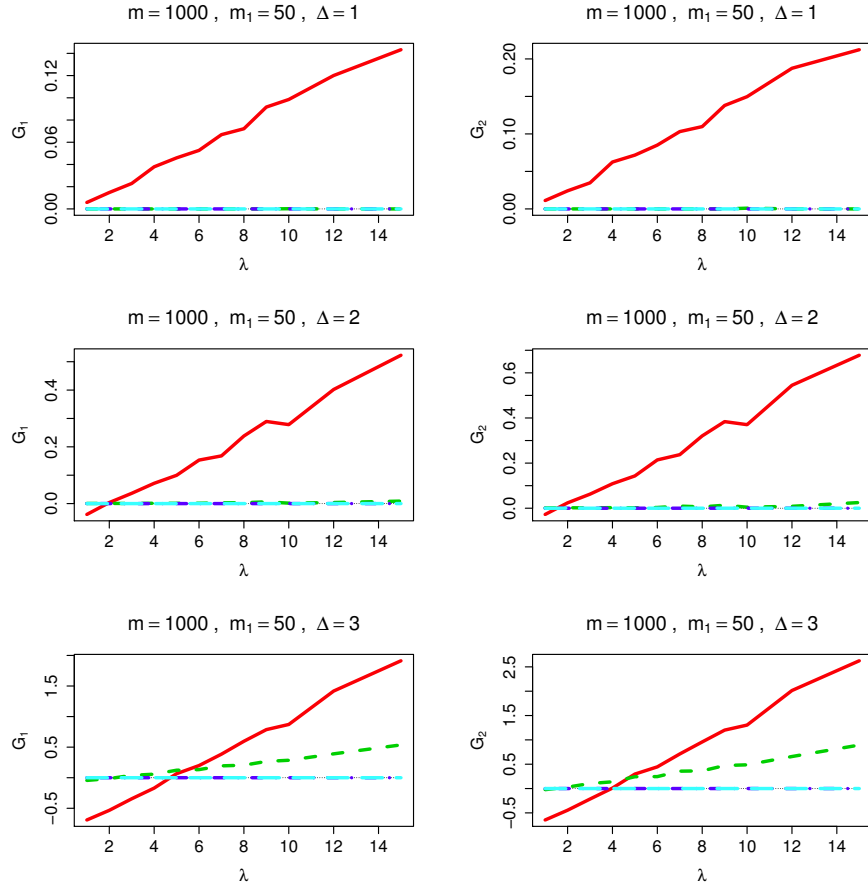 m = 1000 , m₁ = 50 , Δ = 1
m = 1000 , m₁ = 50 , Δ = 1
G₁
0.00 0.06 0.12
2 4 6 8 10 12 14
λ
G₂
0.00 0.10 0.20
2 4 6 8 10 12 14
λ
m = 1000 , m₁ = 50 , Δ = 2
m = 1000 , m₁ = 50 , Δ = 2
G₁
0.0 0.2 0.4
2 4 6 8 10 12 14
λ
G₂
0.0 0.2 0.4 0.6
2 4 6 8 10 12 14
λ
m = 1000 , m₁ = 50 , Δ = 3
m = 1000 , m₁ = 50 , Δ = 3
G₁
−0.5 0.5 1.5
2 4 6 8 10 12 14
λ
G₂
−0.5 0.5 1.5 2.5
2 4 6 8 10 12 14
λ